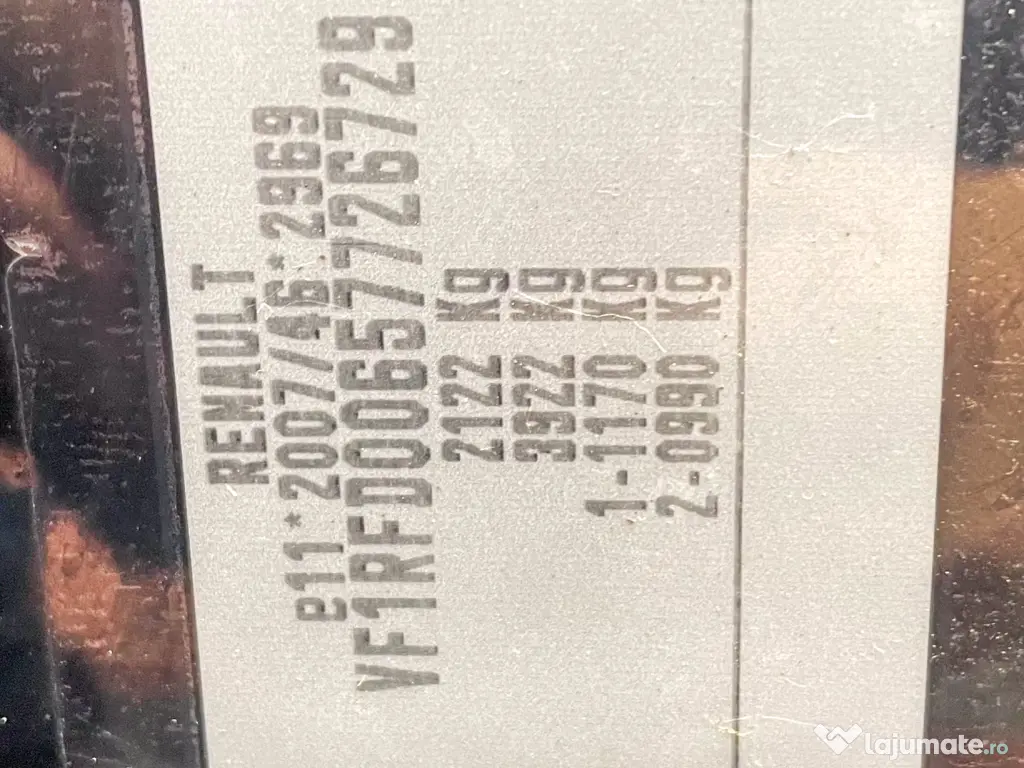 RENAULT
e11*2007/46*2969
VF1RFD00657726729
2122 Kg
3922 Kg
1-1170 Kg
2-0990 Kg
lajumate.ro